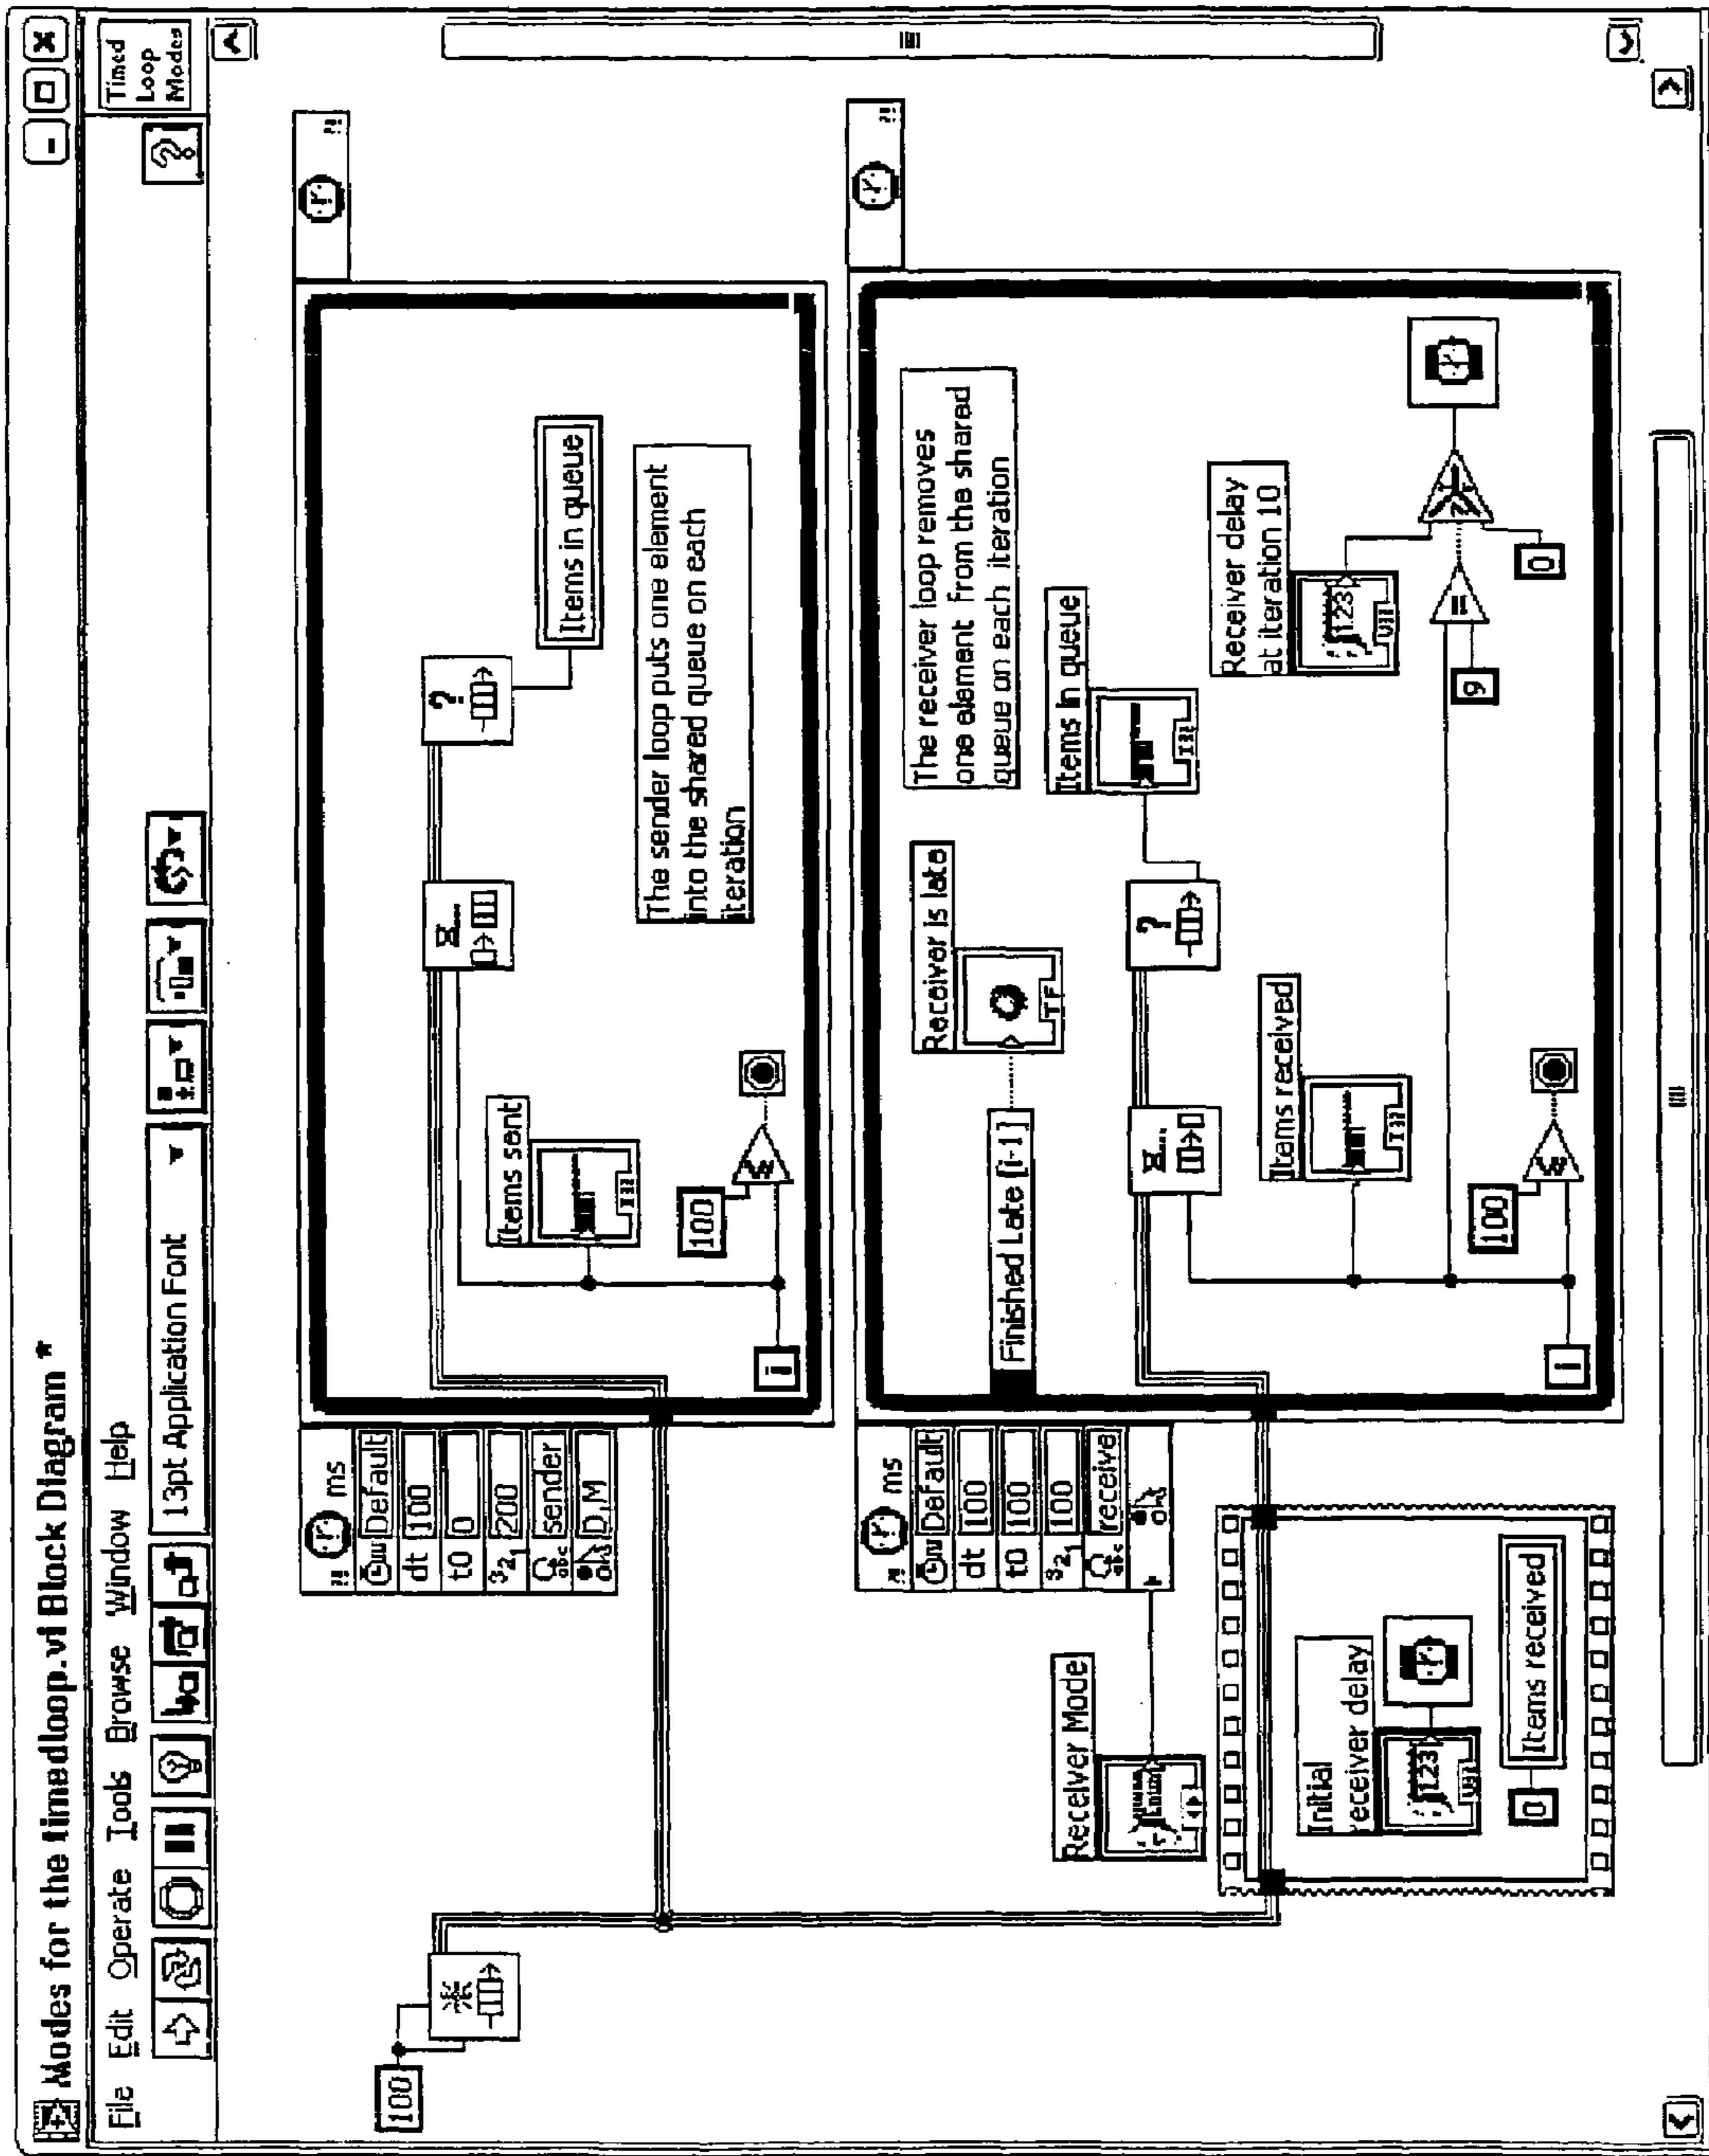 Modes for the timedloop.vi Block Diagram *
File Edit Operate Tools Browse Window Help
13pt Application Font
Timed
Loop
Modes
100
ms
Default
dt 100
t0 0
200
abc sender
D,M
Items sent
100
i
Items in queue
The sender loop puts one element
into the shared queue on each
iteration
Receiver Mode
ms
Default
dt 100
t0 100
100
abc receive
Finished Late [i-1]
Receiver is late
TF
The receiver loop removes
one element from the shared
queue on each iteration
Items in queue
Items received
100
i
Receiver delay
at iteration 10
123
9
0
Initial
receiver delay
123
0
Items received